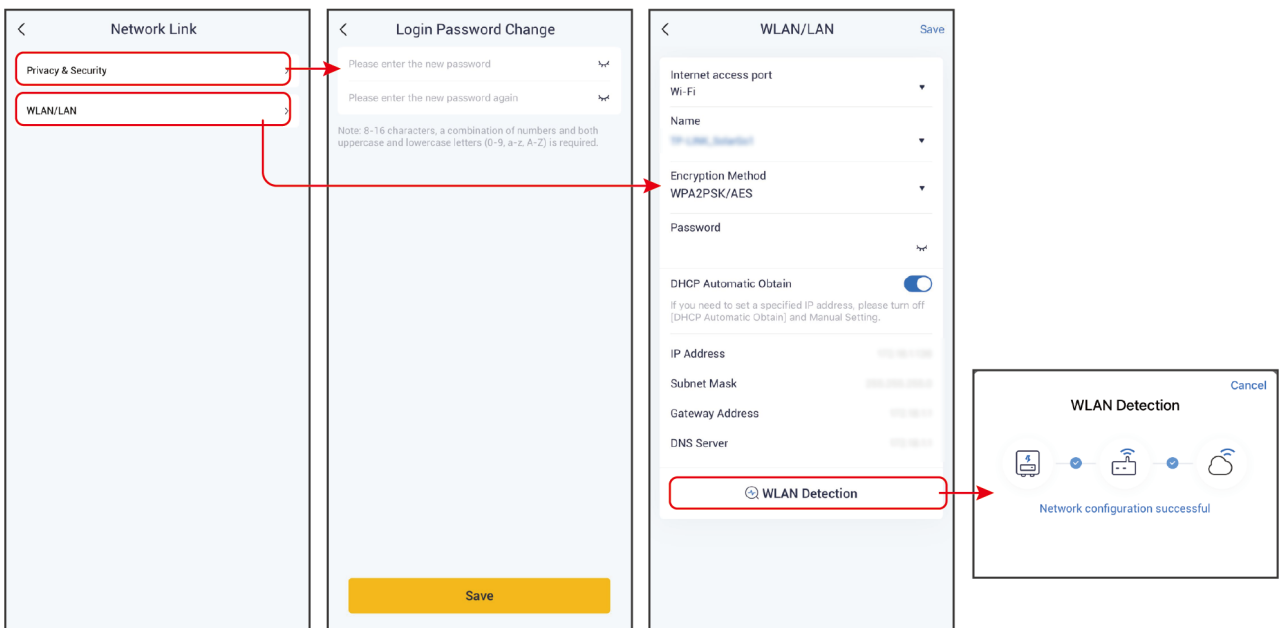 Network Link
Privacy & Security
WLAN/LAN
Login Password Change
Please enter the new password
Please enter the new password again
Note: 8-16 characters, a combination of numbers and both
uppercase and lowercase letters (0-9, a-z, A-Z) is required.
Save
WLAN/LAN
Save
Internet access port
Wi-Fi
Name
Encryption Method
WPA2PSK/AES
Password
DHCP Automatic Obtain
If you need to set a specified IP address, please turn off
[DHCP Automatic Obtain] and Manual Setting.
IP Address
Subnet Mask
Gateway Address
DNS Server
WLAN Detection
Cancel
WLAN Detection
Network configuration successful